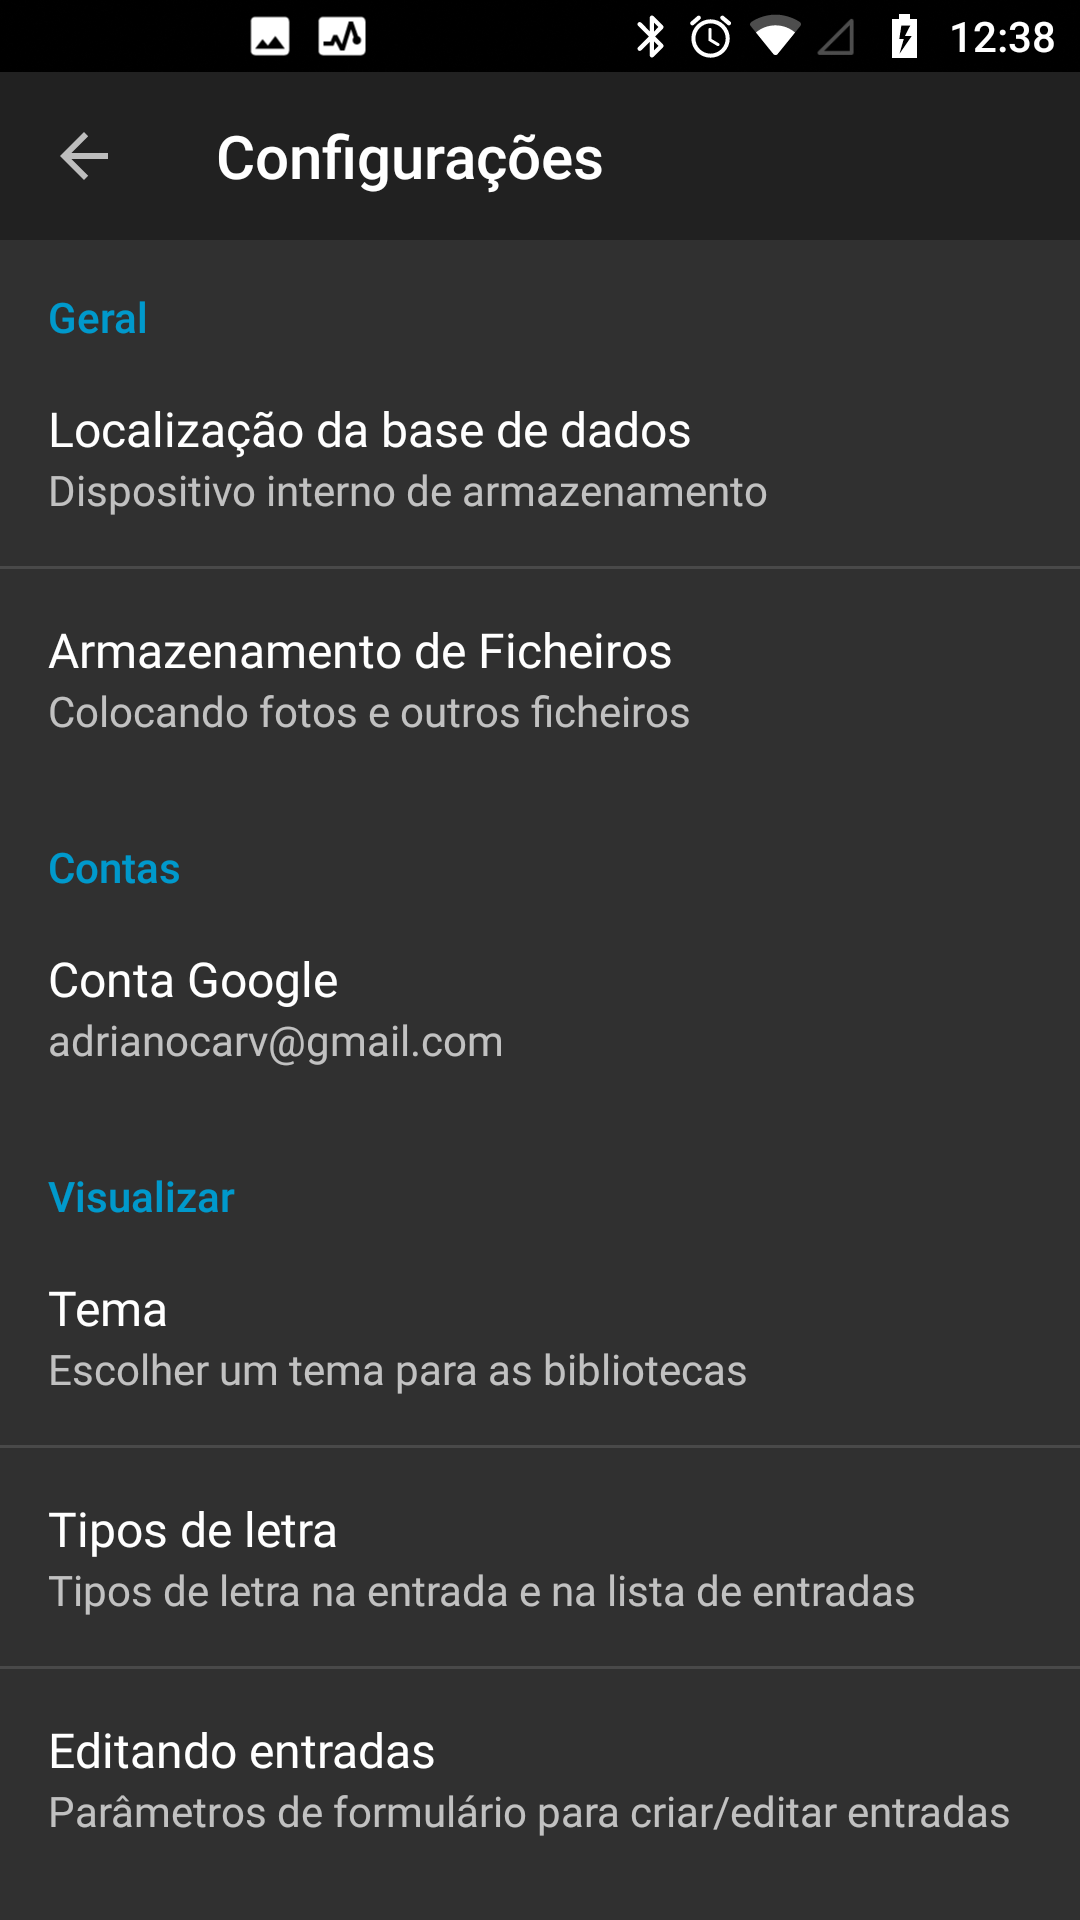 12:38
Configurações
Geral
Localização da base de dados
Dispositivo interno de armazenamento
Armazenamento de Ficheiros
Colocando fotos e outros ficheiros
Contas
Conta Google
adrianocarv@gmail.com
Visualizar
Tema
Escolher um tema para as bibliotecas
Tipos de letra
Tipos de letra na entrada e na lista de entradas
Editando entradas
Parâmetros de formulário para criar/editar entradas